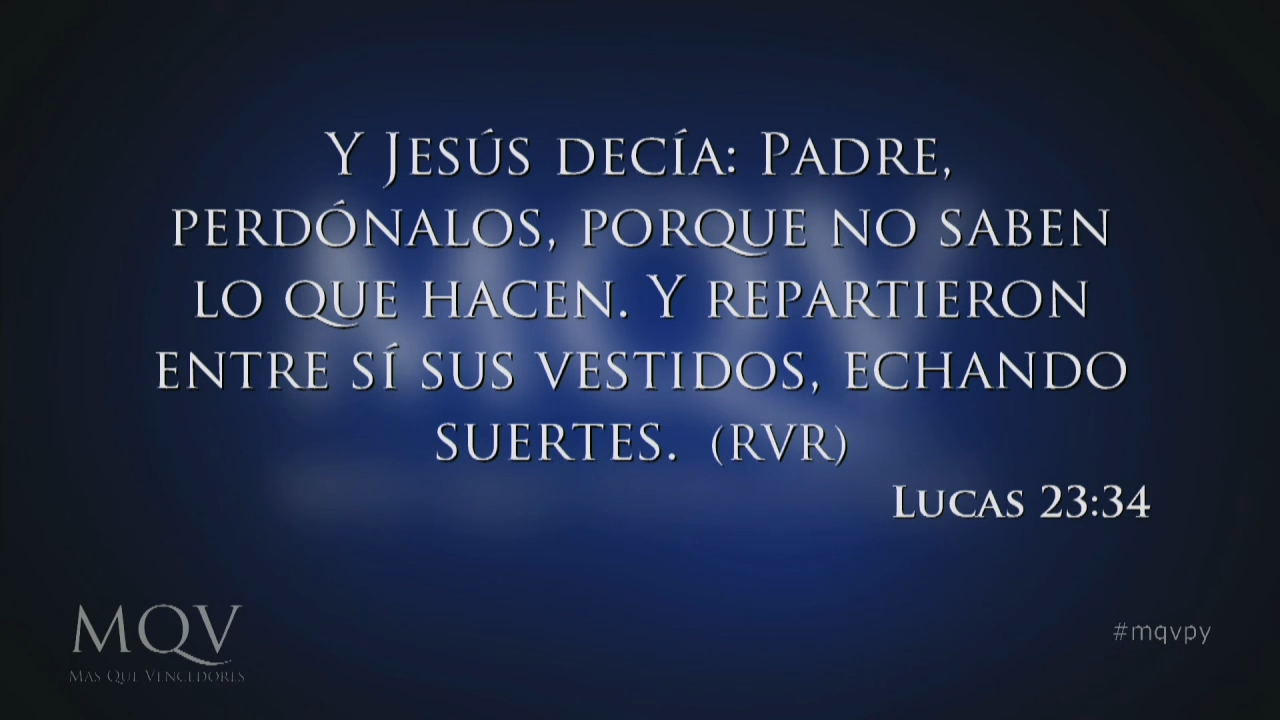 Y Jesús decía: Padre,
perdónalos, porque no saben
lo que hacen. Y repartieron
entre sí sus vestidos, echando
suertes. (RVR)
Lucas 23:34
MQV
Mas Que Vencedores
#mqvpy